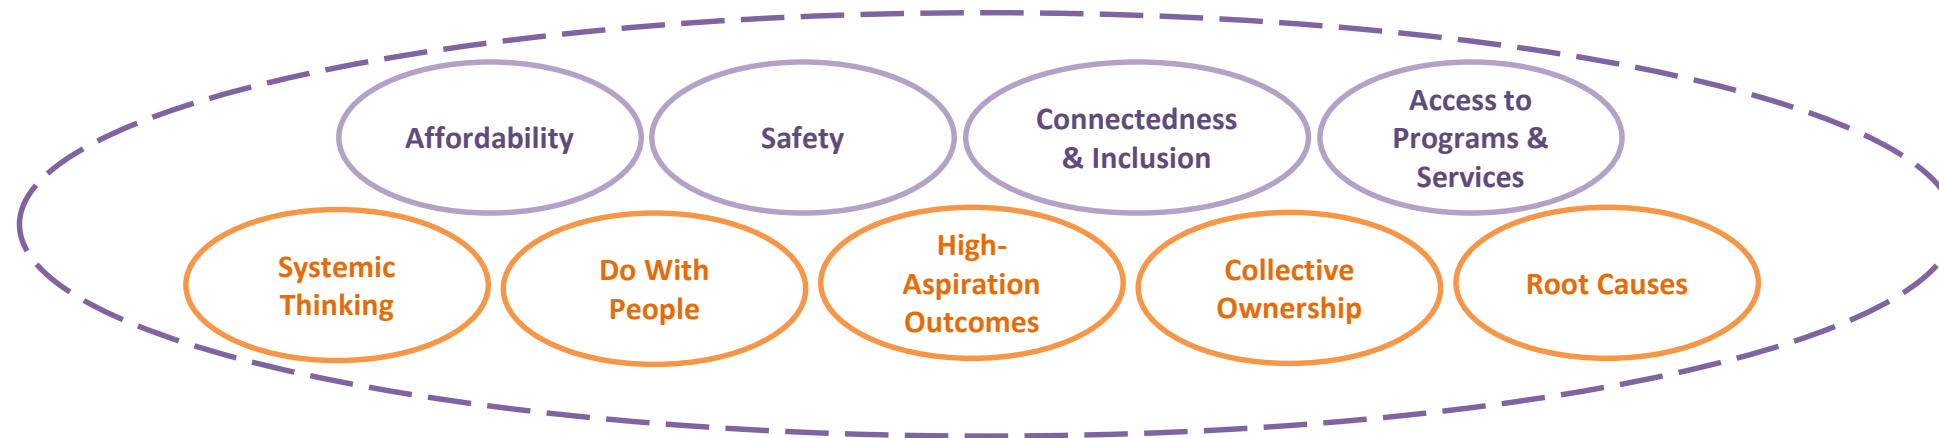 Affordability
Safety
Connectedness
& Inclusion
Access to
Programs &
Services
Systemic
Thinking
Do With
People
High-
Aspiration
Outcomes
Collective
Ownership
Root Causes